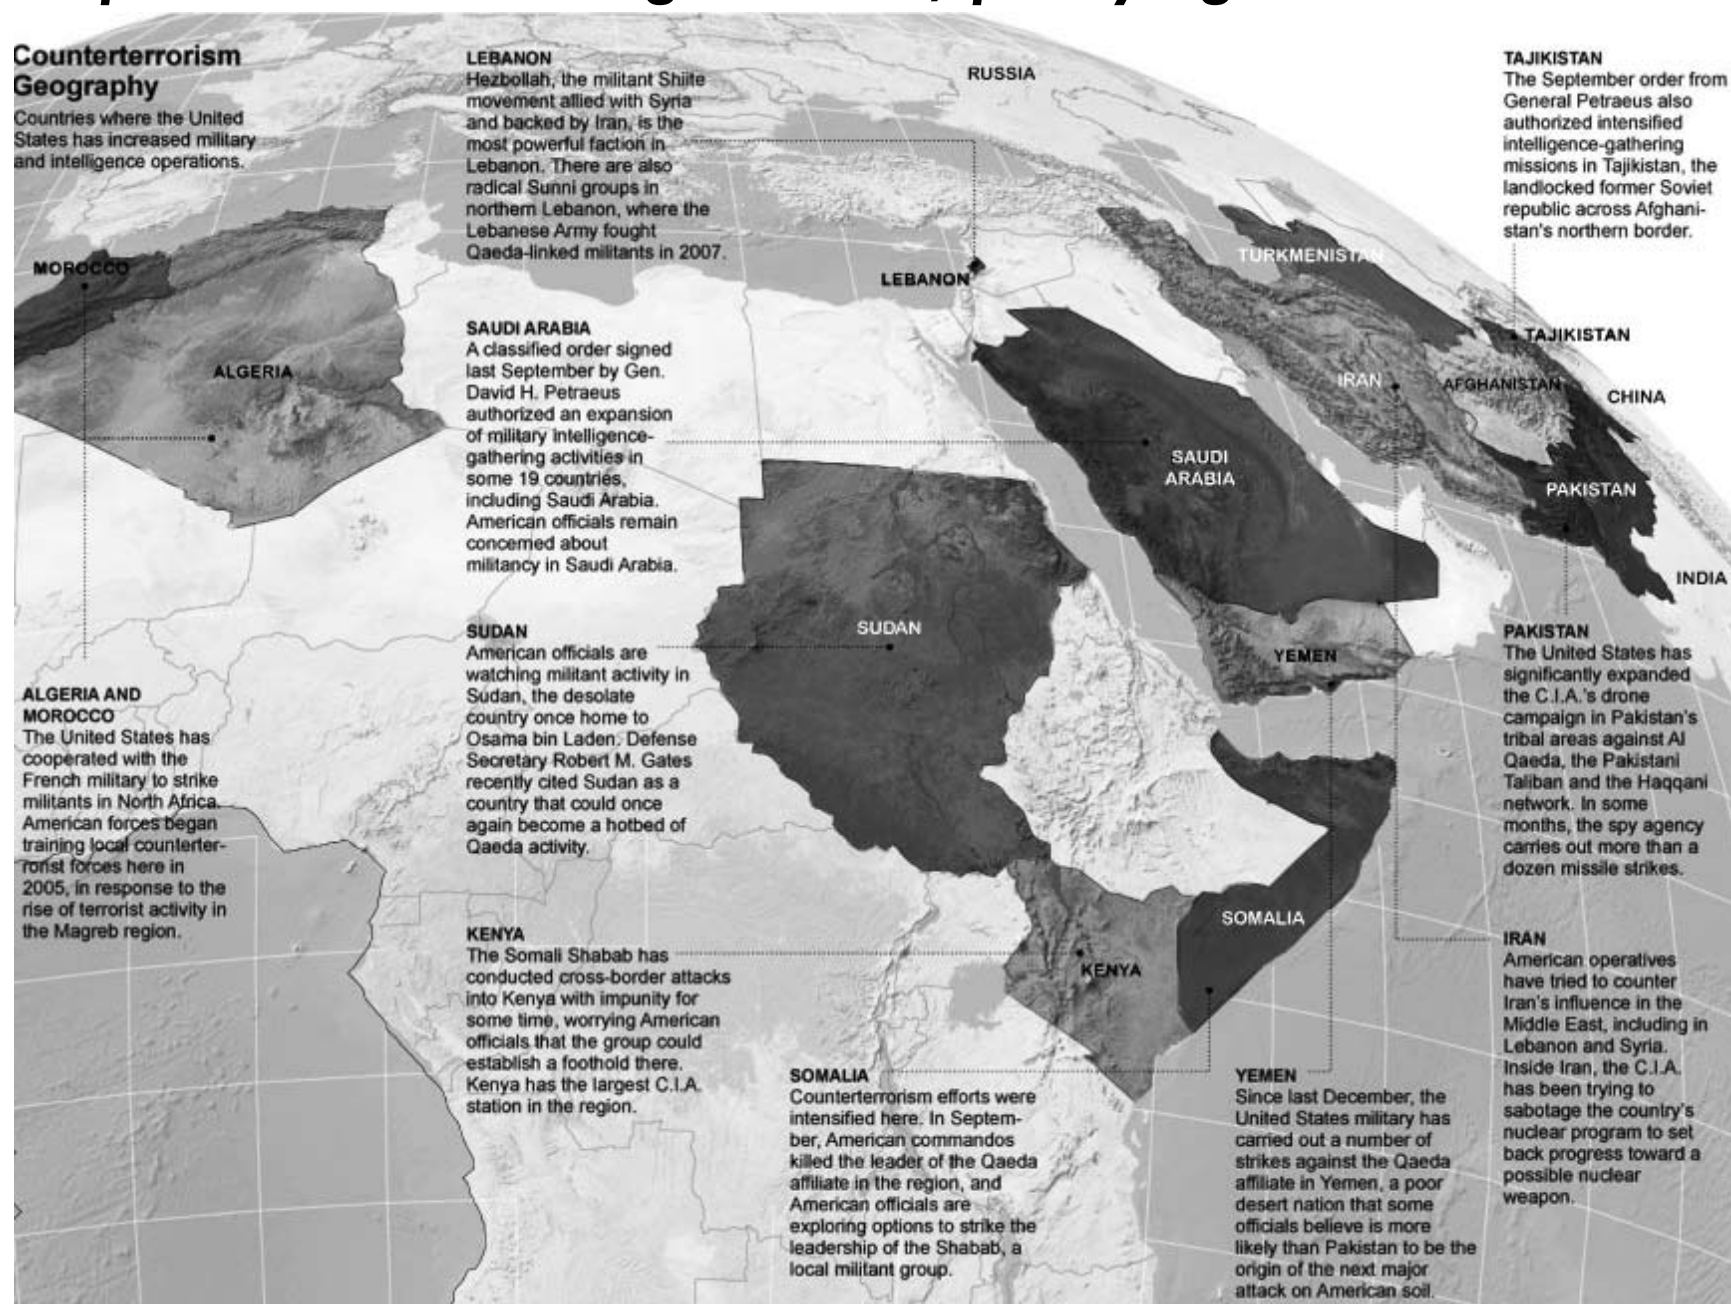 Counterterrorism
Geography
Countries where the United
States has increased military
and intelligence operations.
LEBANON
Hezbollah, the militant Shiite
movement allied with Syria
and backed by Iran, is the
most powerful faction in
Lebanon. There are also
radical Sunni groups in
northern Lebanon, where the
Lebanese Army fought
Qaeda-linked militants in 2007.
RUSSIA
TAJIKISTAN
The September order from
General Petraeus also
authorized intensified
intelligence-gathering
missions in Tajikistan, the
landlocked former Soviet
republic across Afghani-
stan's northern border.
MOROCCO
ALGERIA
LEBANON
TURKMENISTAN
TAJIKISTAN
IRAN
AFGHANISTAN
CHINA
SAUDI ARABIA
A classified order signed
last September by Gen.
David H. Petraeus
authorized an expansion
of military intelligence-
gathering activities in
some 19 countries,
including Saudi Arabia.
American officials remain
concerned about
militancy in Saudi Arabia.
SAUDI
ARABIA
PAKISTAN
INDIA
SUDAN
YEMEN
SUDAN
American officials are
watching militant activity in
Sudan, the desolate
country once home to
Osama bin Laden. Defense
Secretary Robert M. Gates
recently cited Sudan as a
country that could once
again become a hotbed of
Qaeda activity.
ALGERIA AND
MOROCCO
The United States has
cooperated with the
French military to strike
militants in North Africa.
American forces began
training local counterter-
rorist forces here in
2005, in response to the
rise of terrorist activity in
the Magreb region.
PAKISTAN
The United States has
significantly expanded
the C.I.A.'s drone
campaign in Pakistan's
tribal areas against Al
Qaeda, the Pakistani
Taliban and the Haqqani
network. In some
months, the spy agency
carries out more than a
dozen missile strikes.
SOMALIA
KENYA
KENYA
The Somali Shabab has
conducted cross-border attacks
into Kenya with impunity for
some time, worrying American
officials that the group could
establish a foothold there.
Kenya has the largest C.I.A.
station in the region.
SOMALIA
Counterterrorism efforts were
intensified here. In Septem-
ber, American commandos
killed the leader of the Qaeda
affiliate in the region, and
American officials are
exploring options to strike the
leadership of the Shabab, a
local militant group.
YEMEN
Since last December, the
United States military has
carried out a number of
strikes against the Qaeda
affiliate in Yemen, a poor
desert nation that some
officials believe is more
likely than Pakistan to be the
origin of the next major
attack on American soil.
IRAN
American operatives
have tried to counter
Iran's influence in the
Middle East, including in
Lebanon and Syria.
Inside Iran, the C.I.A.
has been trying to
sabotage the country's
nuclear program to set
back progress toward a
possible nuclear
weapon.